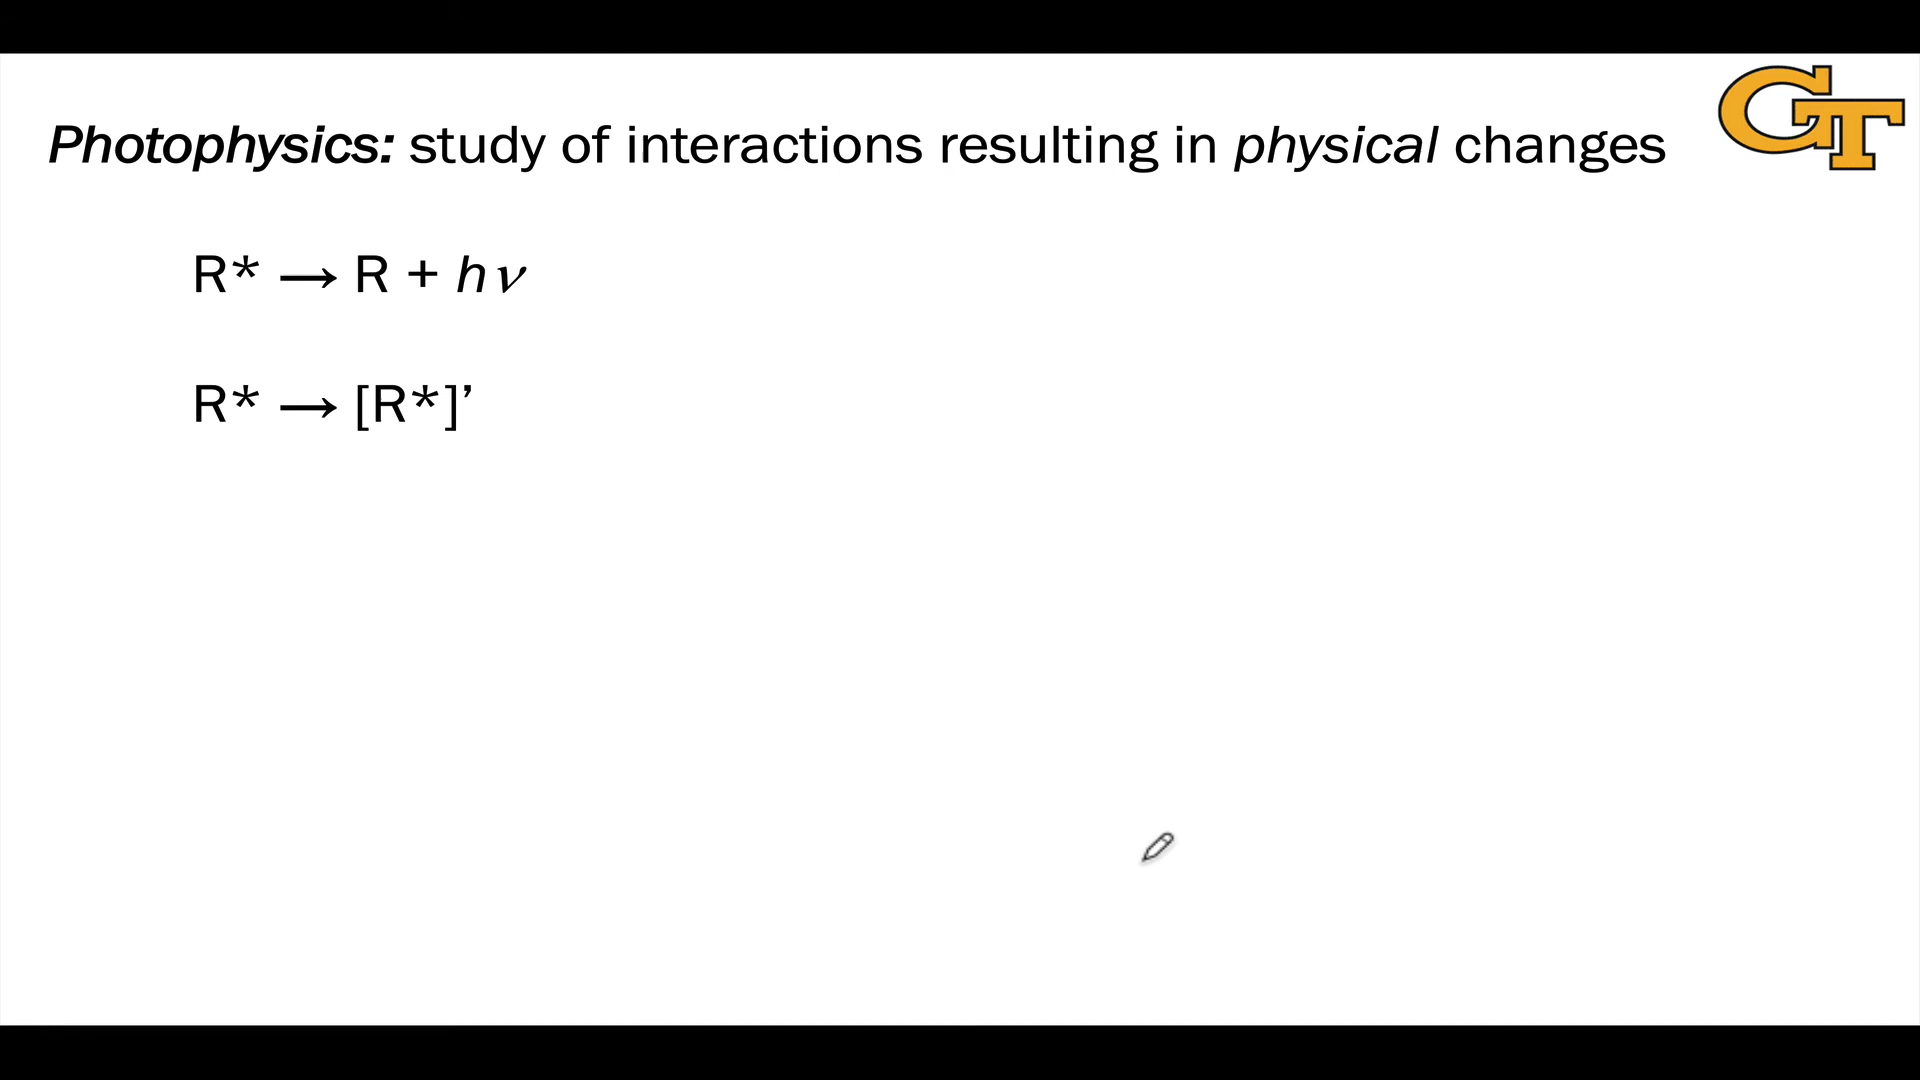 Photophysics: study of interactions resulting in physical changes
GT
R* → R + hν
R* → [R*]’